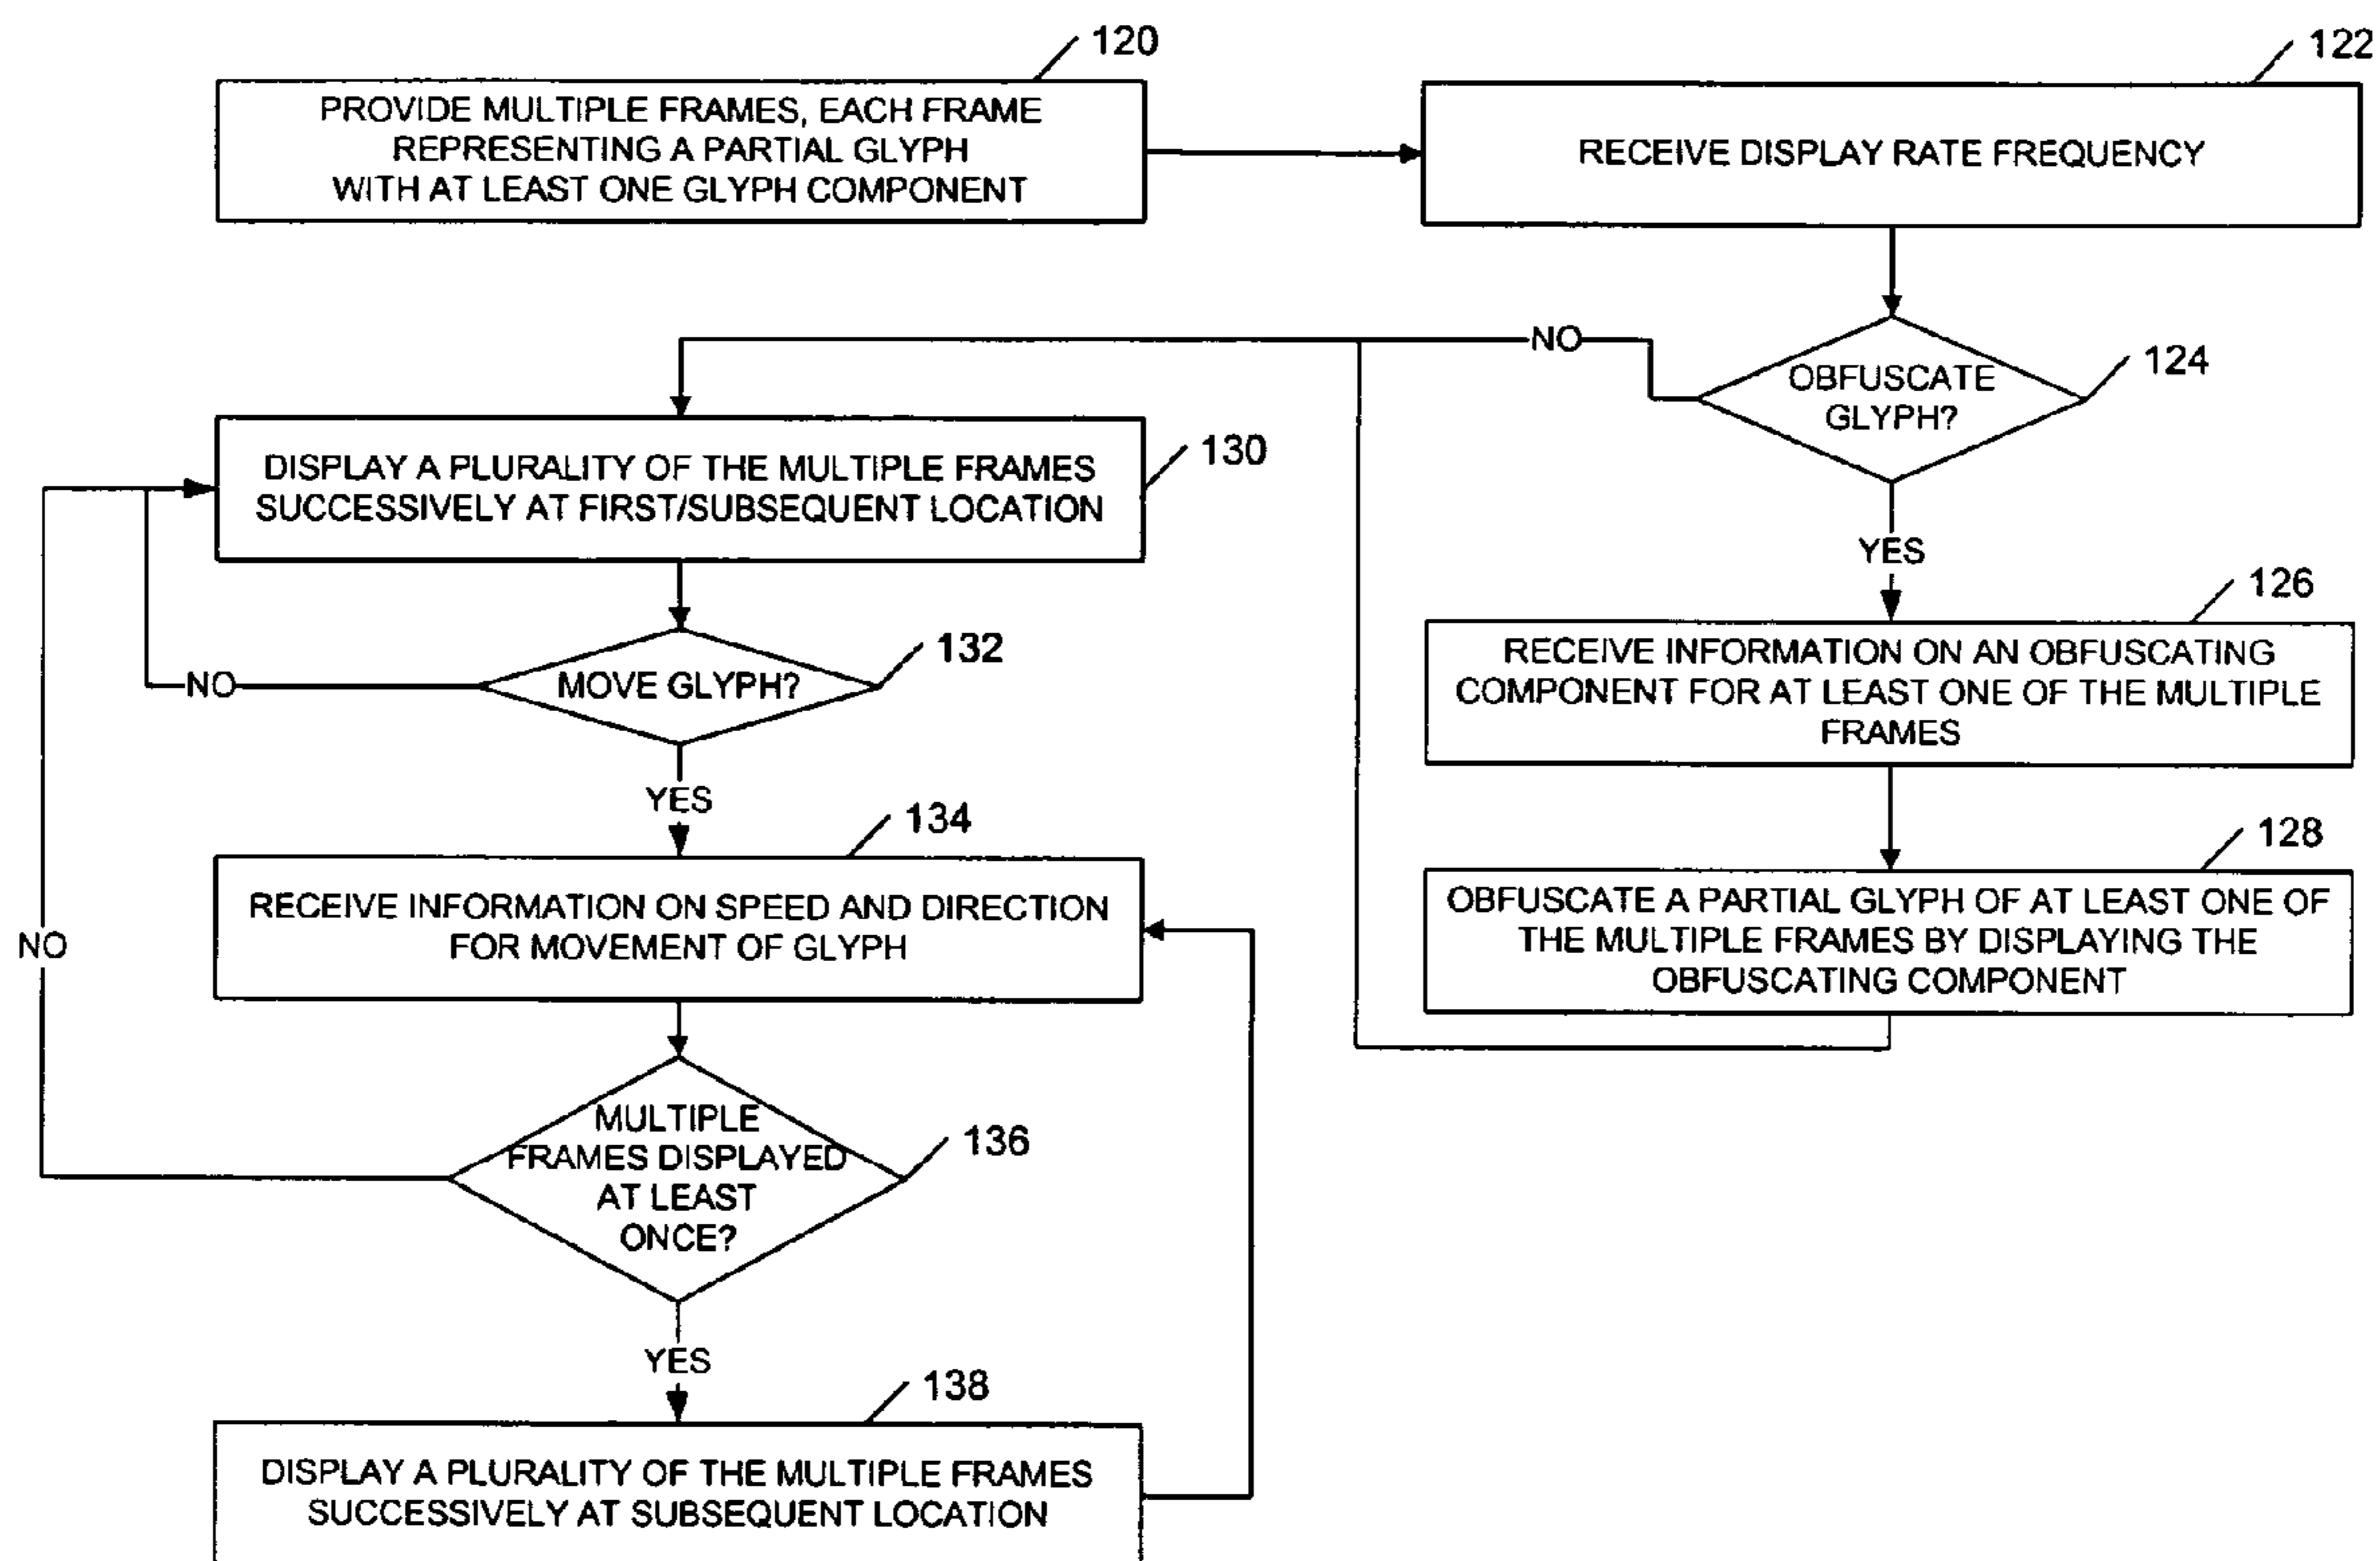 120
PROVIDE MULTIPLE FRAMES, EACH FRAME
REPRESENTING A PARTIAL GLYPH
WITH AT LEAST ONE GLYPH COMPONENT
122
RECEIVE DISPLAY RATE FREQUENCY
NO
124
OBFUSCATE
GLYPH?
YES
126
RECEIVE INFORMATION ON AN OBFUSCATING
COMPONENT FOR AT LEAST ONE OF THE MULTIPLE
FRAMES
128
OBFUSCATE A PARTIAL GLYPH OF AT LEAST ONE OF
THE MULTIPLE FRAMES BY DISPLAYING THE
OBFUSCATING COMPONENT
130
DISPLAY A PLURALITY OF THE MULTIPLE FRAMES
SUCCESSIVELY AT FIRST/SUBSEQUENT LOCATION
132
MOVE GLYPH?
NO
YES
134
RECEIVE INFORMATION ON SPEED AND DIRECTION
FOR MOVEMENT OF GLYPH
NO
136
MULTIPLE
FRAMES DISPLAYED
AT LEAST
ONCE?
YES
138
DISPLAY A PLURALITY OF THE MULTIPLE FRAMES
SUCCESSIVELY AT SUBSEQUENT LOCATION